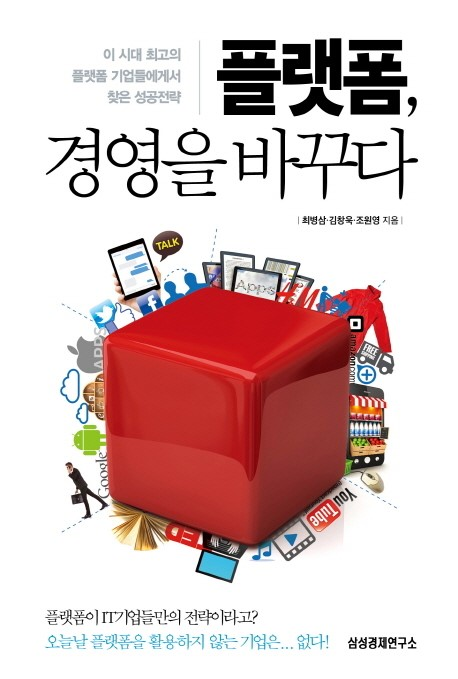 이 시대 최고의
플랫폼 기업들에게서
찾은 성공전략
플랫폼,
경영을 바꾸다
| 최병삼·김창욱·조원영 지음 |
TALK
Apps
H&M
APPS
amazon.com
FREE
Google
TED
YouTube
플랫폼이 IT기업들만의 전략이라고?
오늘날 플랫폼을 활용하지 않는 기업은… 없다!
삼성경제연구소